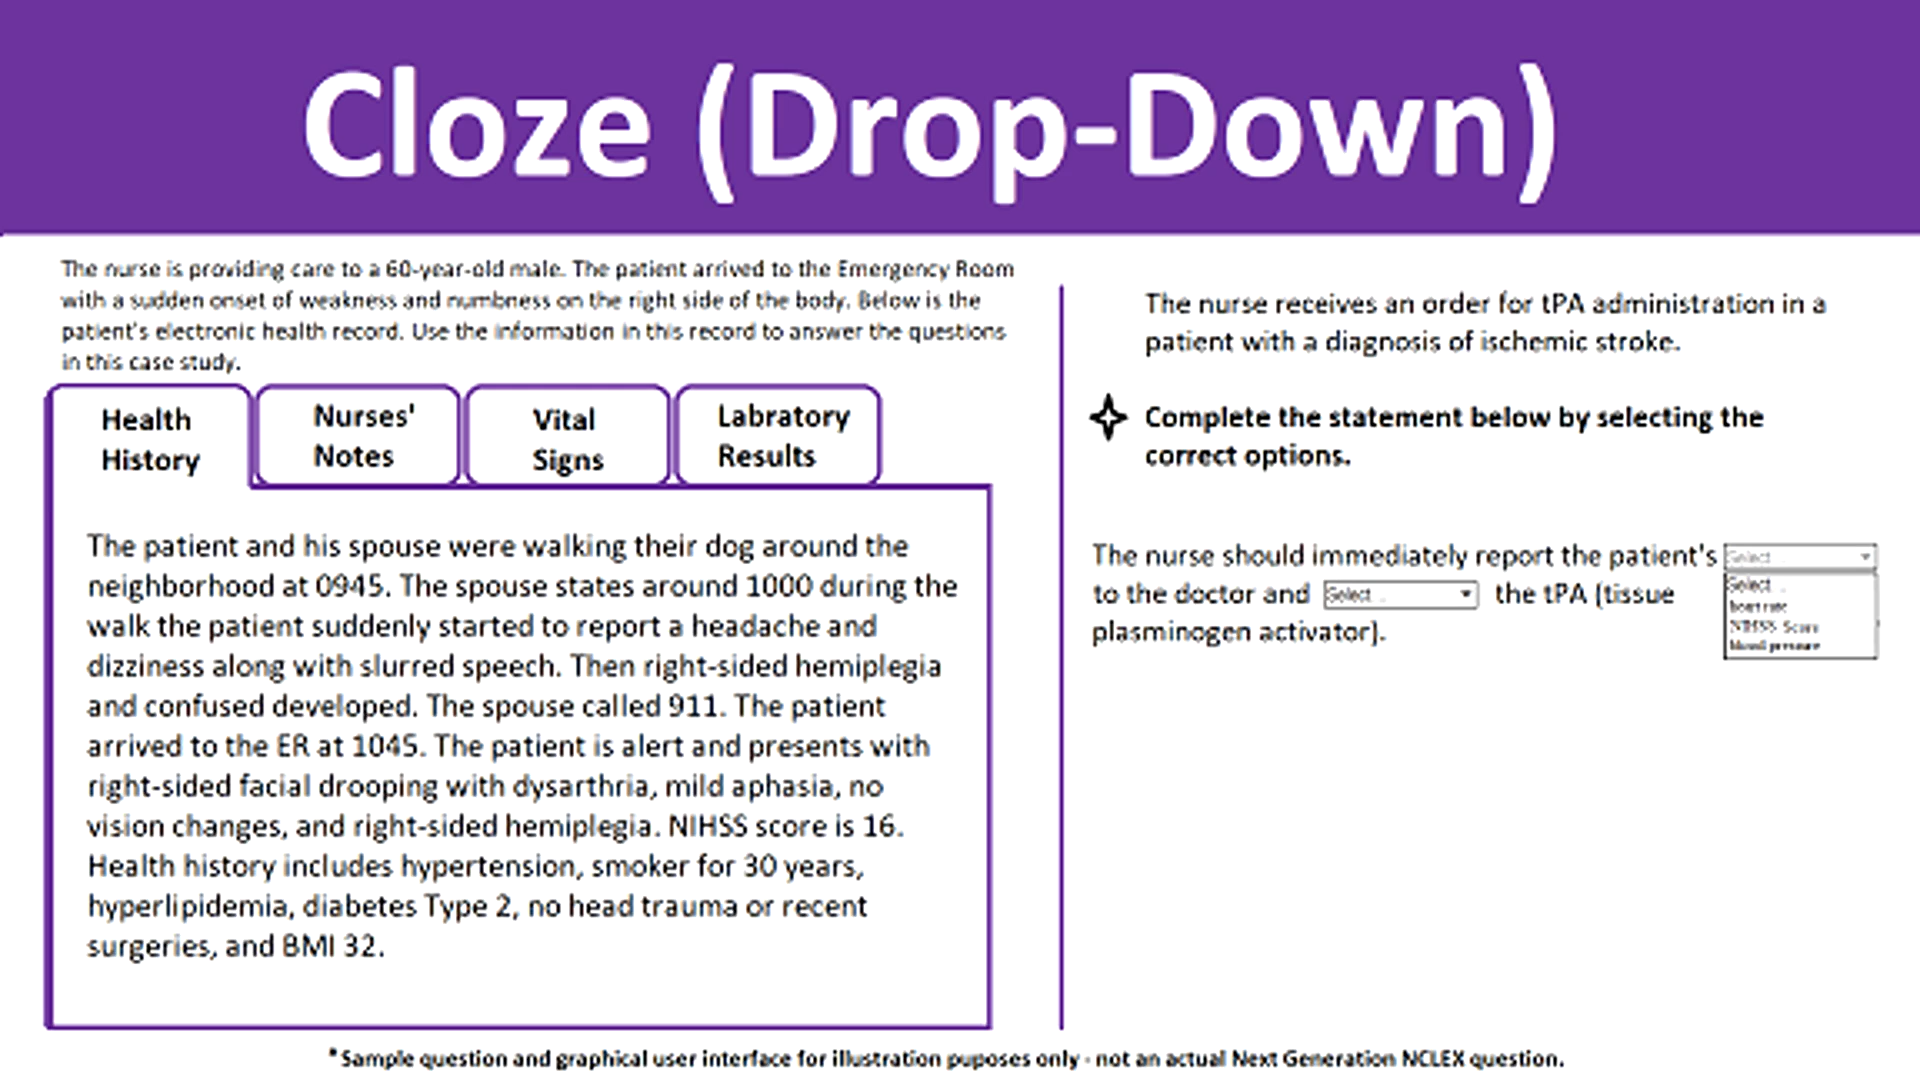 Cloze (Drop-Down)
The nurse is providing care to a 60-year-old male. The patient arrived to the Emergency Room
with a sudden onset of weakness and numbness on the right side of the body. Below is the
patient's electronic health record. Use the information in this record to answer the questions
in this case study.
Health
History
Nurses'
Notes
Vital
Signs
Labratory
Results
The patient and his spouse were walking their dog around the
neighborhood at 0945. The spouse states around 1000 during the
walk the patient suddenly started to report a headache and
dizziness along with slurred speech. Then right-sided hemiplegia
and confused developed. The spouse called 911. The patient
arrived to the ER at 1045. The patient is alert and presents with
right-sided facial drooping with dysarthria, mild aphasia, no
vision changes, and right-sided hemiplegia. NIHSS score is 16.
Health history includes hypertension, smoker for 30 years,
hyperlipidemia, diabetes Type 2, no head trauma or recent
surgeries, and BMI 32.
The nurse receives an order for tPA administration in a
patient with a diagnosis of ischemic stroke.
Complete the statement below by selecting the
correct options.
The nurse should immediately report the patient's Select
Select ..
heart rate
NIHSS Score
blood pressure
to the doctor and Select .. the tPA (tissue
plasminogen activator).
*Sample question and graphical user interface for illustration puposes only - not an actual Next Generation NCLEX question.